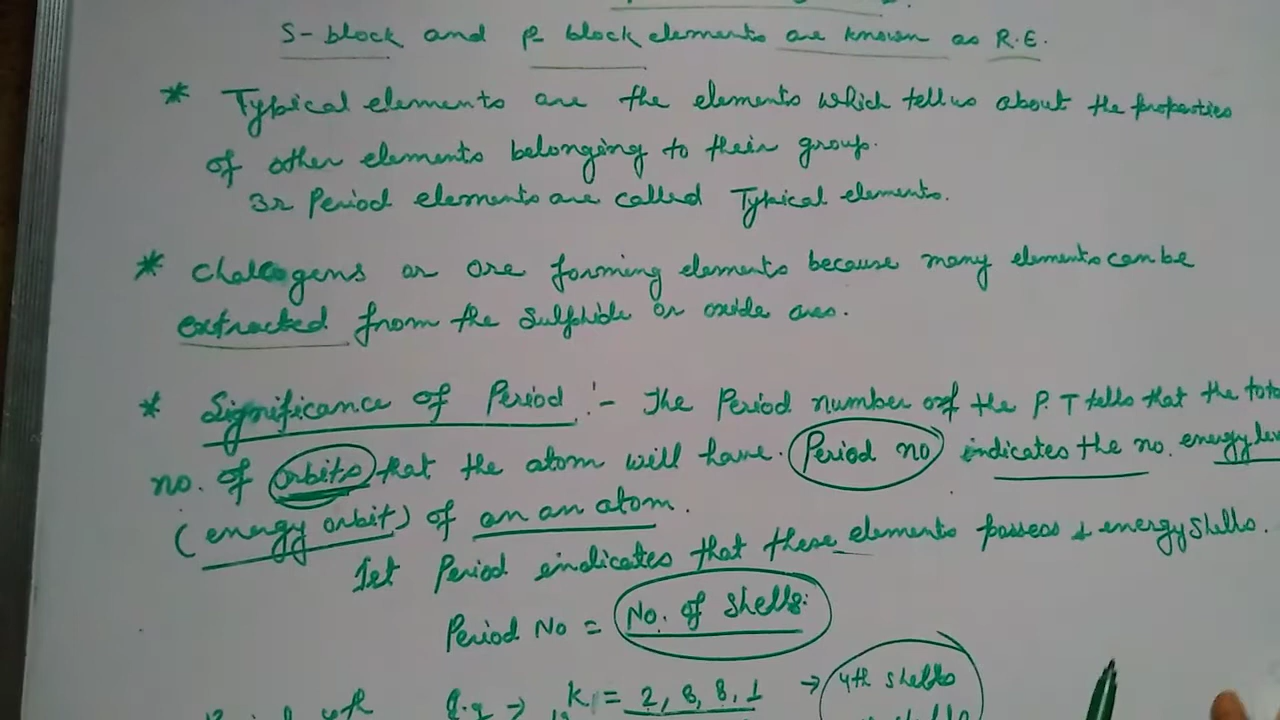 S-block and p block elements are known as R.E.
* Typical elements are the elements which tell us about the properties
of other elements belonging to their group.
3r Period elements are called Typical elements.
* Chalcogens or ore forming elements because many elements can be
extracted from the sulphide or oxide ores.
* Significance of Period :- The Period number of the P.T tells that the tota
no. of orbits that the atom will have. Period no indicates the no. energy lev
(energy orbit) of an an atom.
Ist Period indicates that these elements possess 1 energy shells.
Period No = No. of Shells.
e.g → K = 2, 8, 8, 1 → 4th shells
19
shells